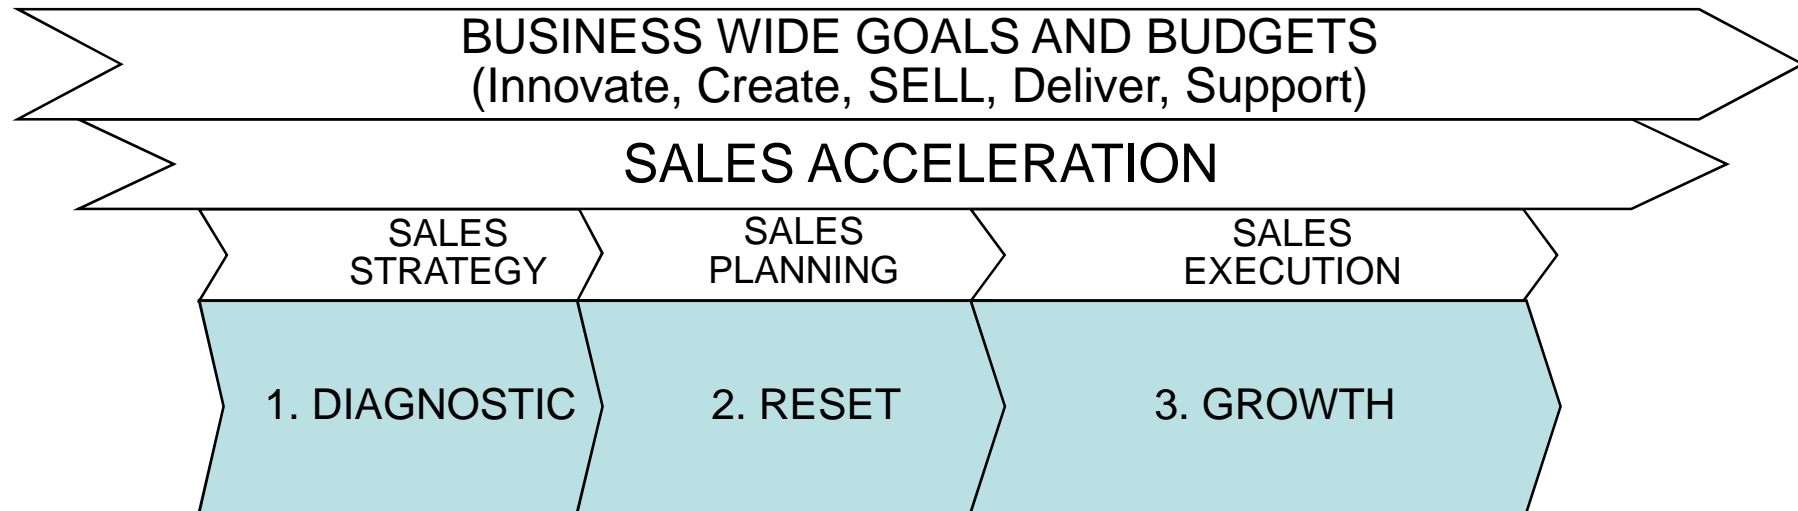 BUSINESS WIDE GOALS AND BUDGETS
(Innovate, Create, SELL, Deliver, Support)
SALES ACCELERATION
SALES
STRATEGY
SALES
PLANNING
SALES
EXECUTION
1. DIAGNOSTIC
2. RESET
3. GROWTH